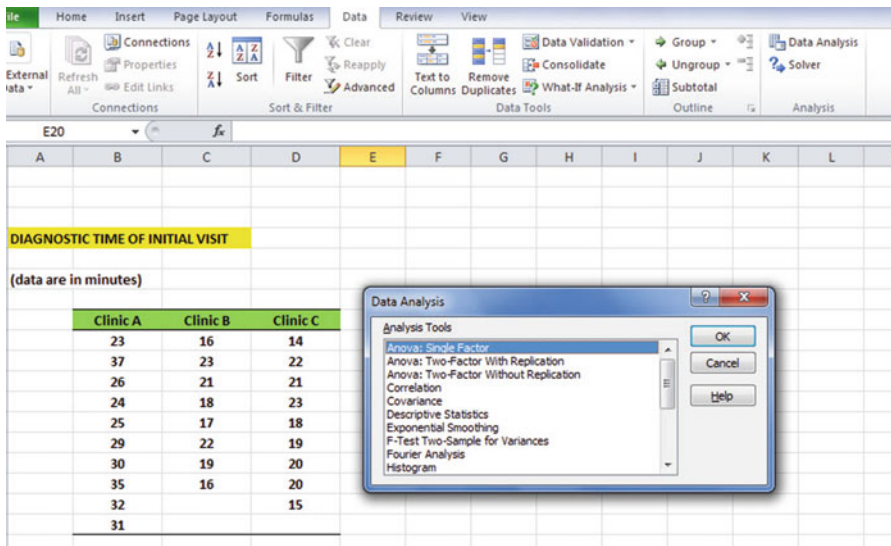 ile Home Insert Page Layout Formulas Data Review View
External Data Refresh All Connections Properties Edit Links
Connections
Sort Filter Clear Reapply Advanced
Sort & Filter
Text to Columns Remove Duplicates Data Validation Consolidate What-If Analysis
Data Tools
Group Ungroup Subtotal
Outline
Data Analysis Solver
Analysis
E20 fx
A B C D E F G H I J K L
DIAGNOSTIC TIME OF INITIAL VISIT
(data are in minutes)
Clinic A Clinic B Clinic C
23 16 14
37 23 22
26 21 21
24 18 23
25 17 18
29 22 19
30 19 20
35 16 20
32 15
31
Data Analysis
Analysis Tools
Anova: Single Factor
Anova: Two-Factor With Replication
Anova: Two-Factor Without Replication
Correlation
Covariance
Descriptive Statistics
Exponential Smoothing
F-Test Two-Sample for Variances
Fourier Analysis
Histogram
OK
Cancel
Help